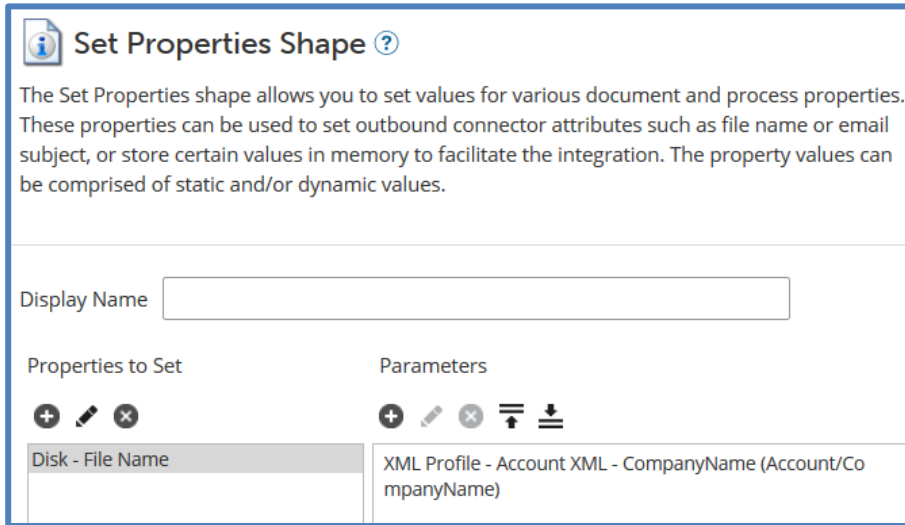 Set Properties Shape ?
The Set Properties shape allows you to set values for various document and process properties.
These properties can be used to set outbound connector attributes such as file name or email
subject, or store certain values in memory to facilitate the integration. The property values can
be comprised of static and/or dynamic values.
Display Name
Properties to Set
Parameters
Disk - File Name
XML Profile - Account XML - CompanyName (Account/Co
mpanyName)